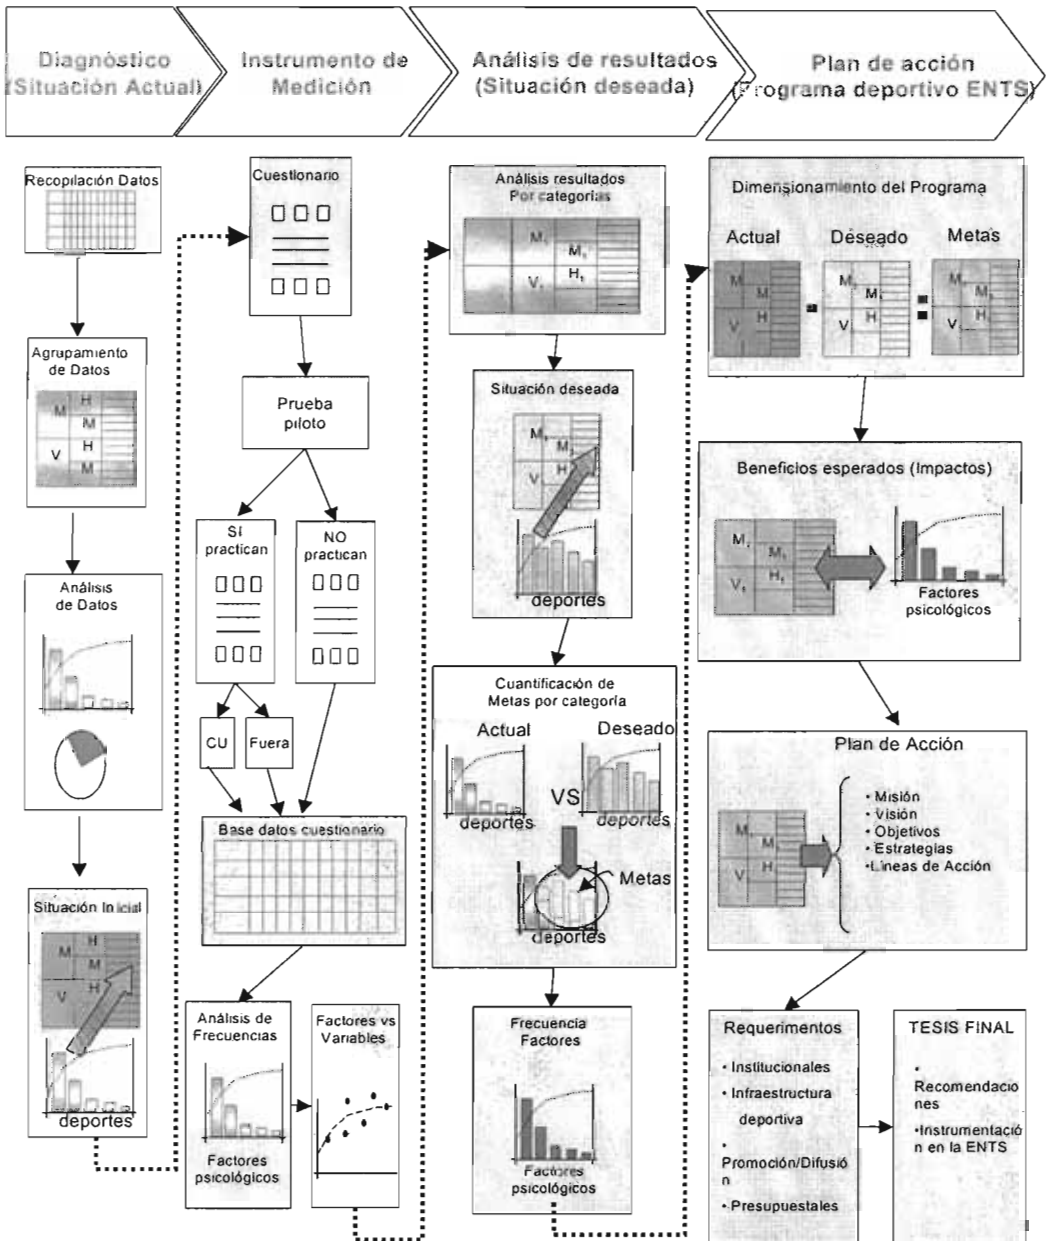 Diagnóstico
(Situación Actual)
Instrumento de
Medición
Análisis de resultados
(Situación deseada)
Plan de acción
(Programa deportivo ENTS)
Recopilación Datos
Agrupamiento
de Datos
M
H
M
V
H
M
Análisis
de Datos
Situación Inicial
M
H
M
V
H
deportes
Cuestionario
Prueba
piloto
SI
practican
NO
practican
CU
Fuera
Base datos cuestionario
Análisis de
Frecuencias
Factores
psicológicos
Factores vs
Variables
Análisis resultados
Por categorías
M₁
M₁
V₁
H₁
Situación deseada
M
M
V
H
deportes
Cuantificación de
Metas por categoría
Actual
Deseado
VS
deportes
deportes
Metas
deportes
Frecuencia
Factores
Factores
psicológicos
Dimensionamiento del Programa
Actual
Deseado
Metas
M
M
V
H
-
M
M
V
H
=
M
M
V
H
Beneficios esperados (Impactos)
M
M
V
H
Factores
psicológicos
Plan de Acción
M
M
V
H
• Misión
• Visión
• Objetivos
• Estrategias
•Líneas de Acción
Requerimentos
• Institucionales
• Infraestructura
deportiva
•
Promoción/Difusió
n
• Presupuestales
TESIS FINAL
•
Recomendacio
nes
•Instrumentació
n en la ENTS